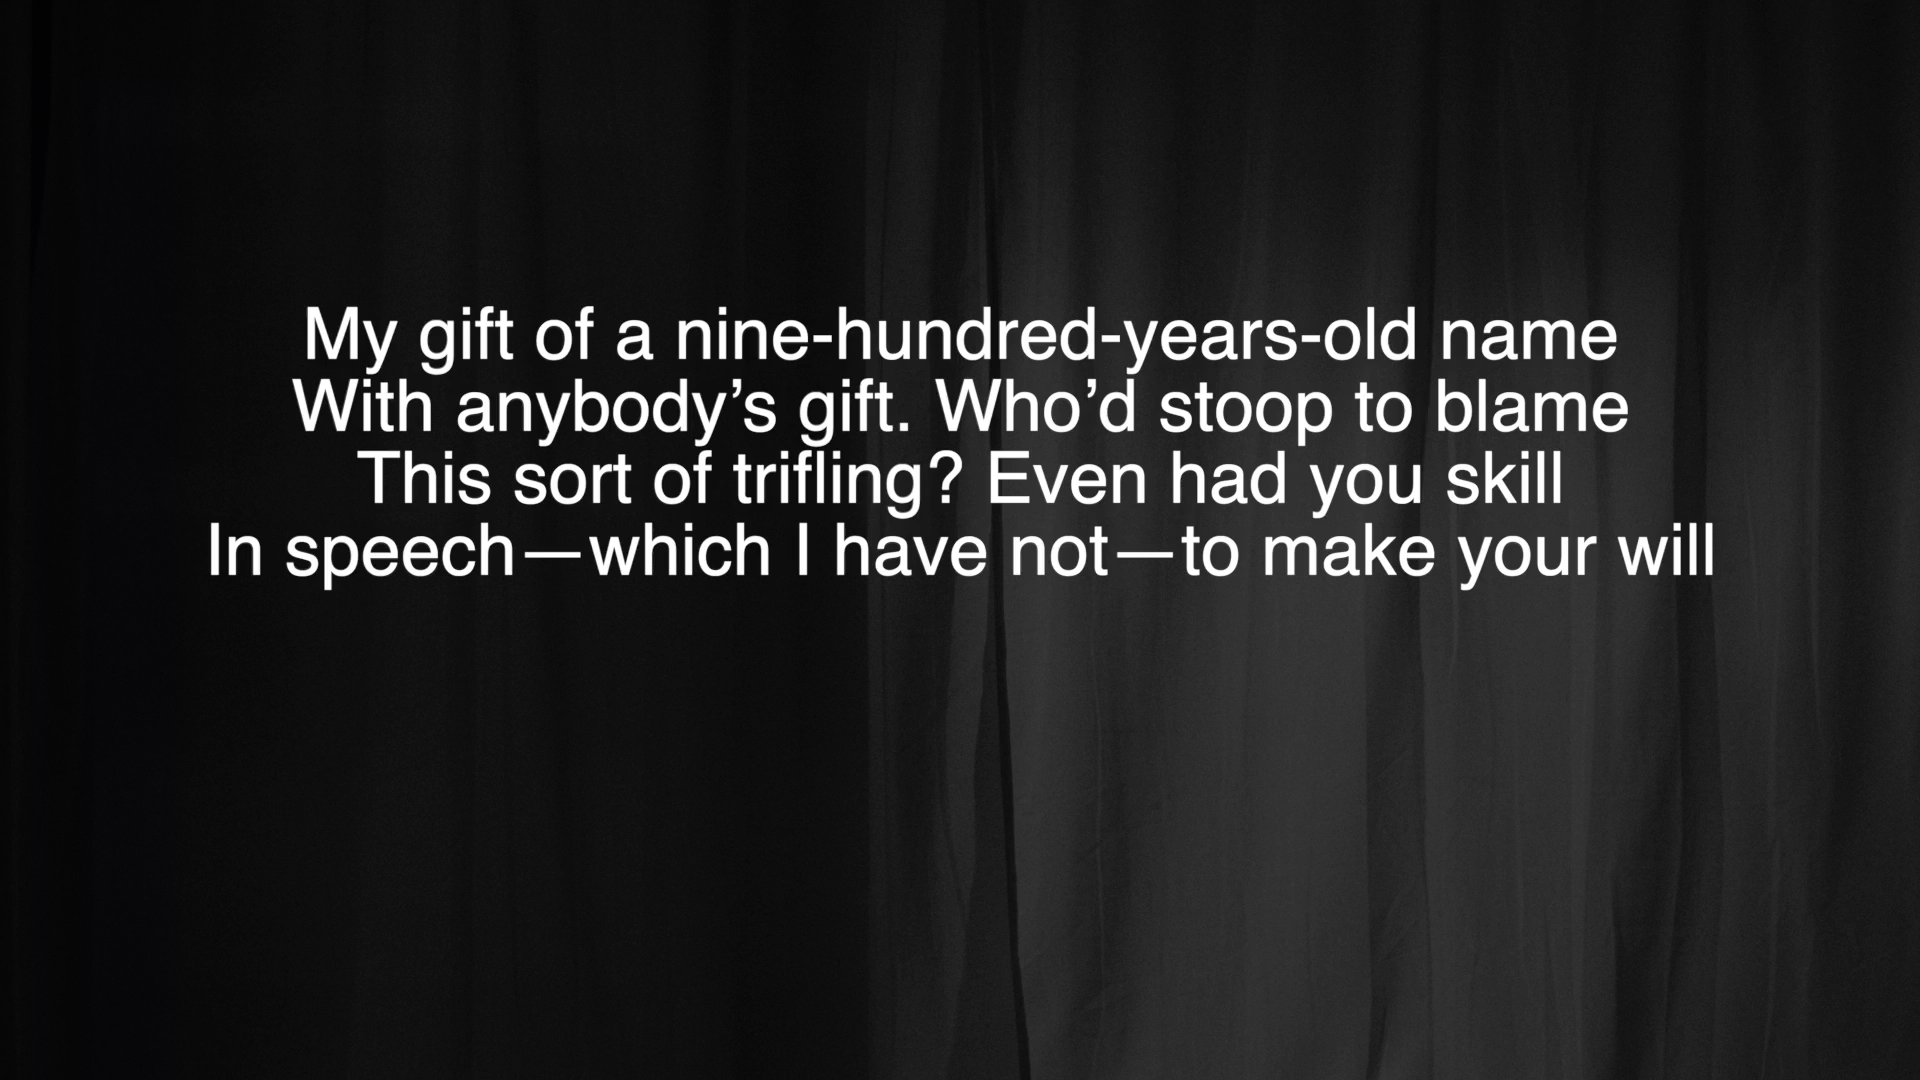 My gift of a nine-hundred-years-old name
With anybody’s gift. Who’d stoop to blame
This sort of trifling? Even had you skill
In speech—which I have not—to make your will